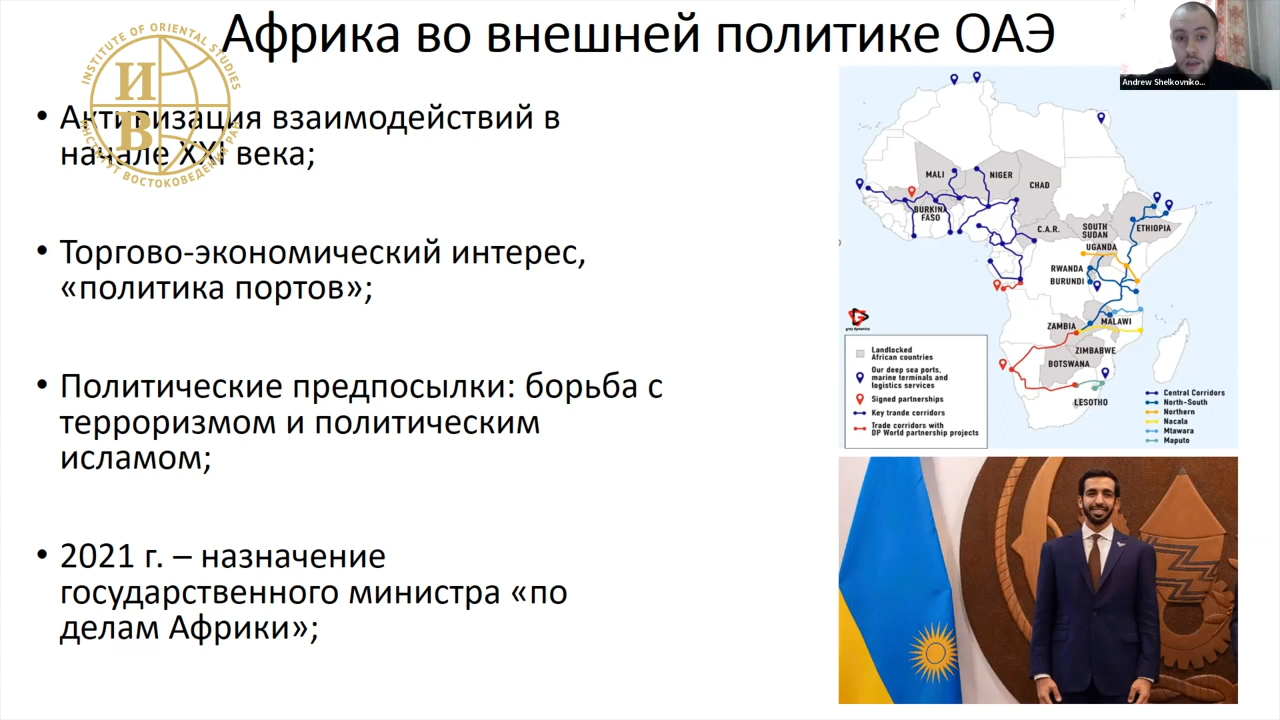 Африка во внешней политике ОАЭ
Andrew Shelkovniko...
INSTITUTE OF ORIENTAL STUDIES
ИВ
ИНСТИТУТ ВОСТОКОВЕДЕНИЯ РАН
• Активизация взаимодействий в
начале XXI века;
• Торгово-экономический интерес,
«политика портов»;
• Политические предпосылки: борьба с
терроризмом и политическим
исламом;
• 2021 г. – назначение
государственного министра «по
делам Африки»;
MALI
NIGER
CHAD
BURKINA
FASO
C.A.R.
SOUTH
SUDAN
ETHIOPIA
UGANDA
RWANDA
BURUNDI
ZAMBIA
MALAWI
ZIMBABWE
BOTSWANA
LESOTHO
grey dynamics
Landlocked
African countries
Our deep sea ports,
marine terminals and
logistics services
Signed partnerships
Key trande corridors
Trade corridors with
DP World partnership projects
Central Corridors
North-South
Northern
Nacala
Mtawara
Maputo